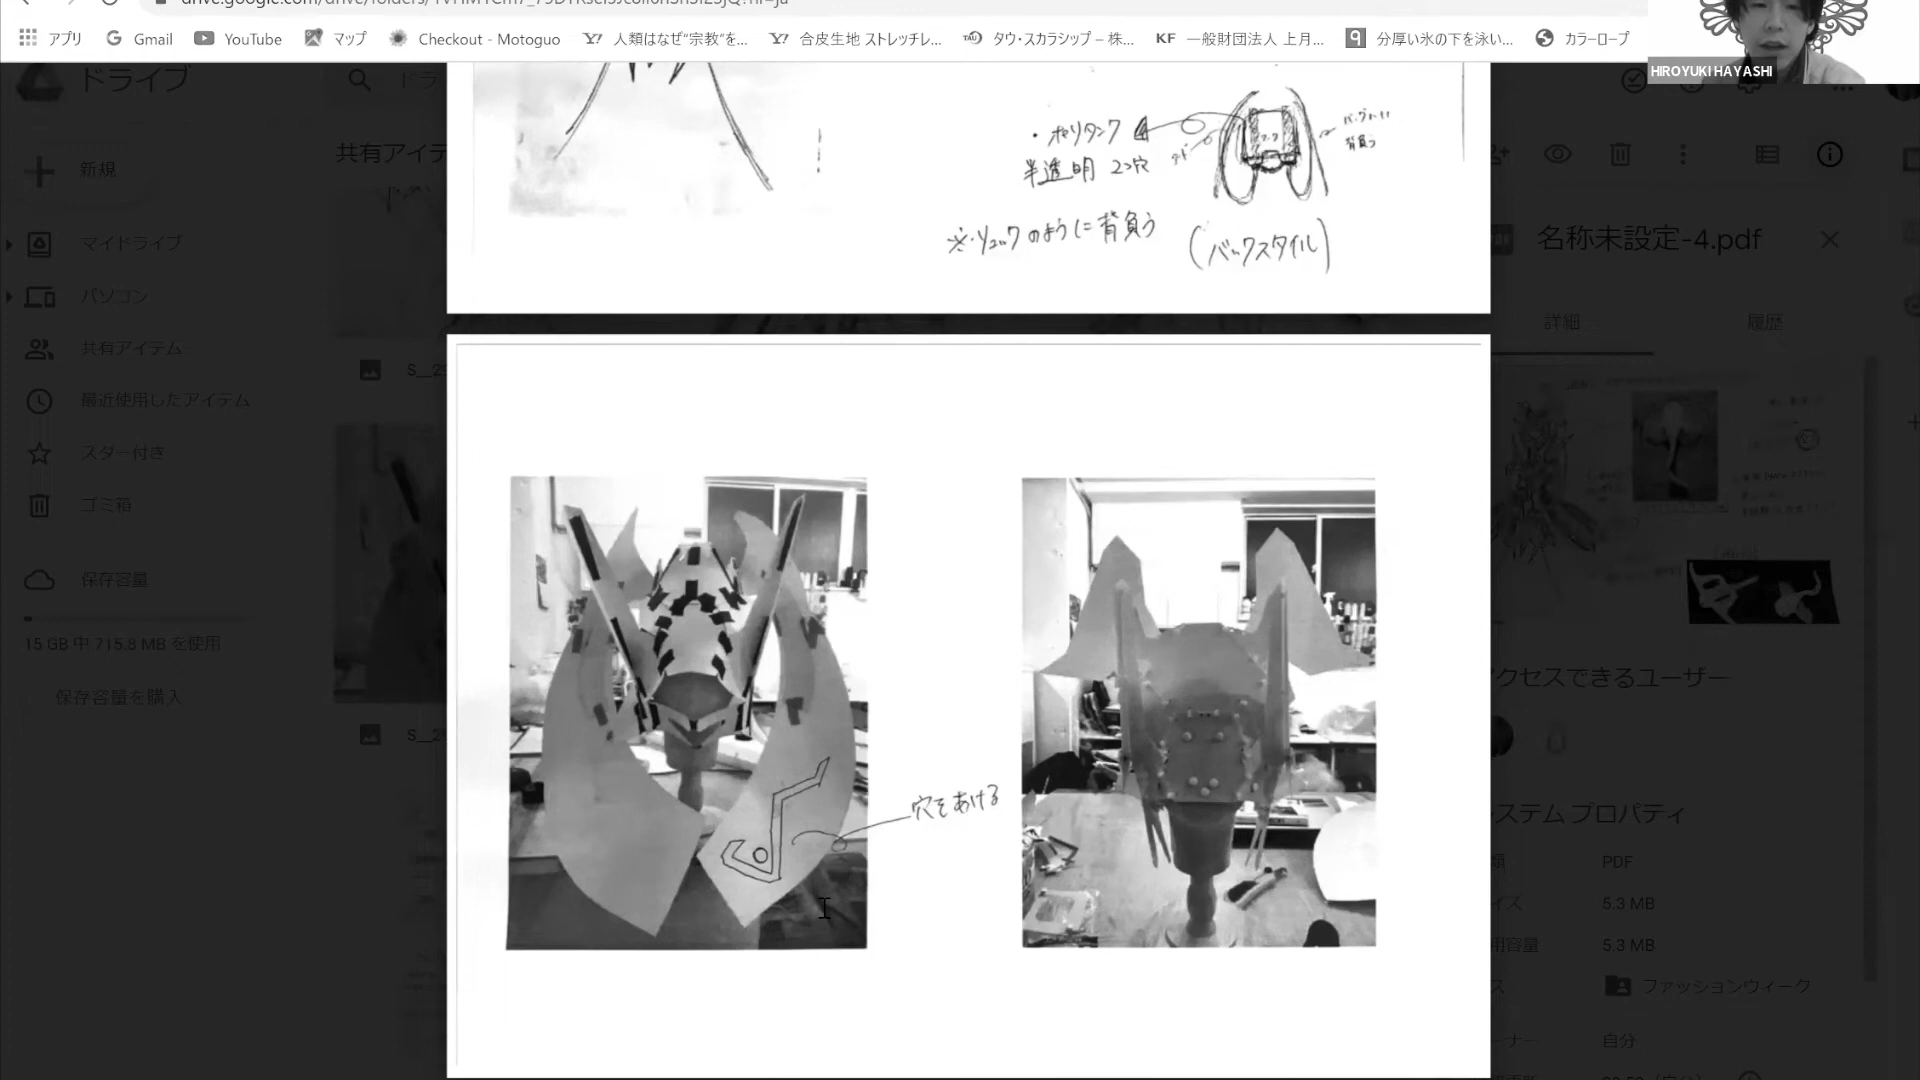 アプリ
Gmail
YouTube
マップ
Checkout - Motoguo
人類はなぜ“宗教”を...
合皮生地 ストレッチレ...
タウ・スカラシップ – 株...
KF 一般財団法人 上月...
分厚い氷の下を泳い...
カラーロープ
HIROYUKI HAYASHI
ドライブ
新規
マイドライブ
パソコン
共有アイテム
最近使用したアイテム
スター付き
ゴミ箱
保存容量
15 GB 中 715.8 MB を使用
保存容量を購入
共有アイテ
・ポリタンク
半透明 2つ穴
背負う
※・リュックのように背負う
(バックスタイル)
穴をあける
名称未設定-4.pdf
詳細
履歴
クセスできるユーザー
ステム プロパティ
PDF
イズ
5.3 MB
用容量
5.3 MB
ファッションウィーク
ナー
自分